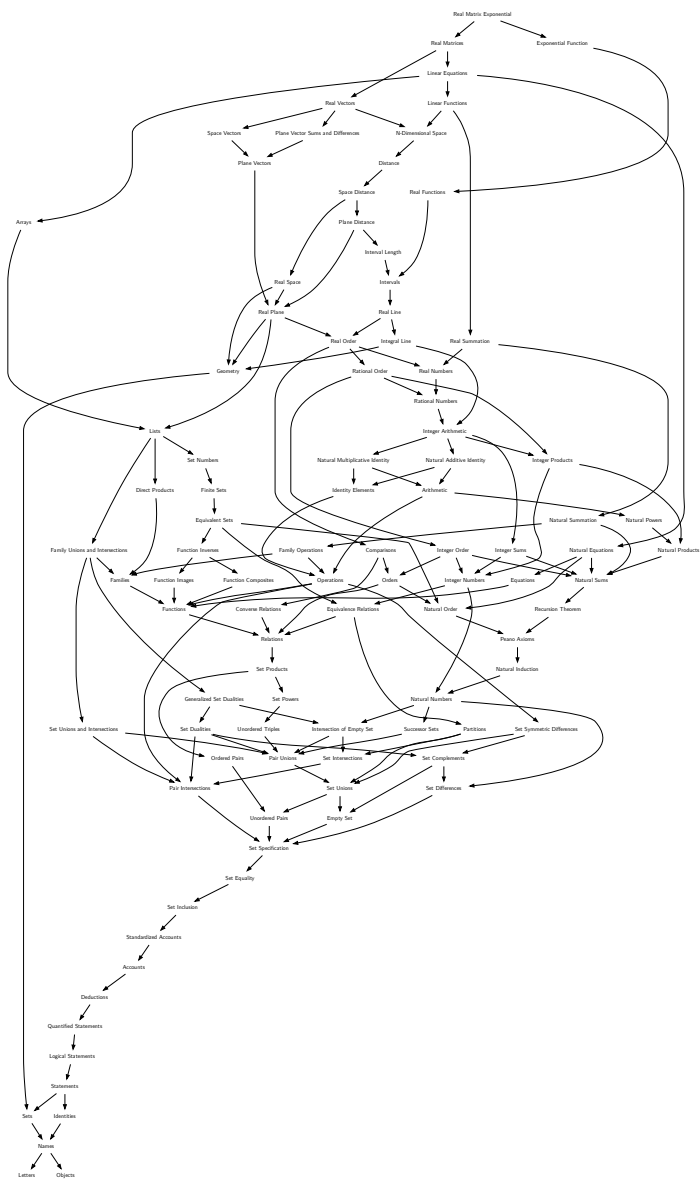 Real Matrix Exponential
Real Matrices
Exponential Function
Linear Equations
Real Vectors
Linear Functions
Space Vectors
Plane Vector Sums and Differences
N-Dimensional Space
Plane Vectors
Distance
Space Distance
Real Functions
Arrays
Plane Distance
Interval Length
Real Space
Intervals
Real Plane
Real Line
Real Order
Integral Line
Real Summation
Geometry
Rational Order
Real Numbers
Rational Numbers
Lists
Integer Arithmetic
Set Numbers
Natural Multiplicative Identity
Natural Additive Identity
Integer Products
Direct Products
Finite Sets
Identity Elements
Arithmetic
Equivalent Sets
Natural Summation
Natural Powers
Family Unions and Intersections
Function Inverses
Family Operations
Comparisons
Integer Order
Integer Sums
Natural Equations
Natural Products
Families
Function Images
Function Composites
Operations
Orders
Integer Numbers
Equations
Natural Sums
Functions
Converse Relations
Equivalence Relations
Natural Order
Recursion Theorem
Relations
Peano Axioms
Set Products
Natural Induction
Generalized Set Dualities
Set Powers
Natural Numbers
Set Unions and Intersections
Set Dualities
Unordered Triples
Intersection of Empty Set
Successor Sets
Partitions
Set Symmetric Differences
Ordered Pairs
Pair Unions
Set Intersections
Set Complements
Pair Intersections
Set Unions
Set Differences
Unordered Pairs
Empty Set
Set Specification
Set Equality
Set Inclusion
Standardized Accounts
Accounts
Deductions
Quantified Statements
Logical Statements
Statements
Sets
Identities
Names
Letters
Objects